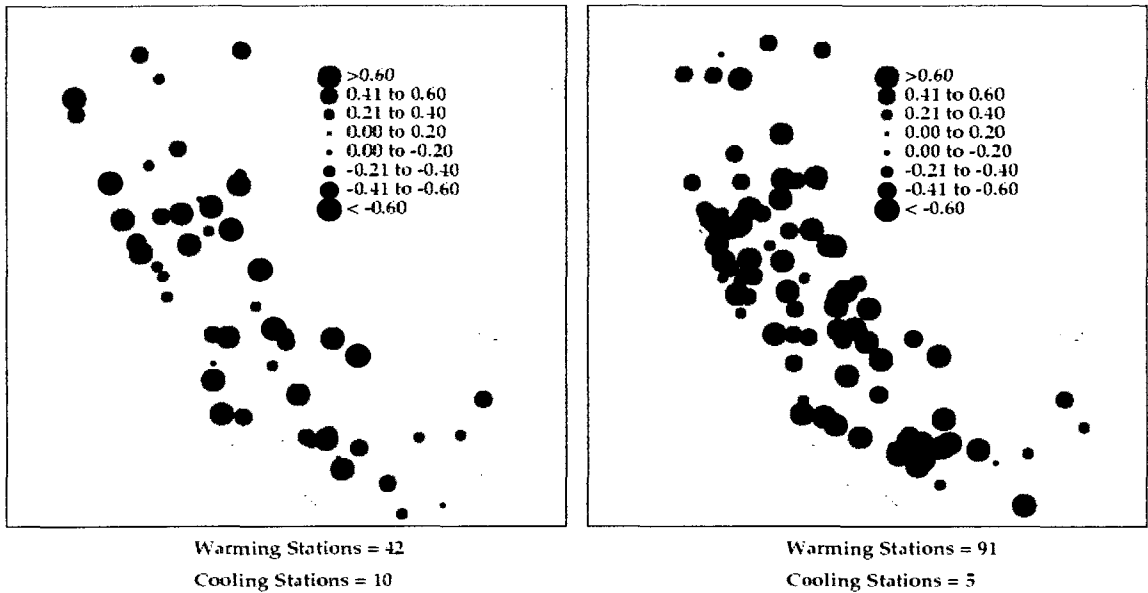 >0.60
0.41 to 0.60
0.21 to 0.40
0.00 to 0.20
0.00 to -0.20
-0.21 to -0.40
-0.41 to -0.60
< -0.60
Warming Stations = 42
Cooling Stations = 10
>0.60
0.41 to 0.60
0.21 to 0.40
0.00 to 0.20
0.00 to -0.20
-0.21 to -0.40
-0.41 to -0.60
< -0.60
Warming Stations = 91
Cooling Stations = 5